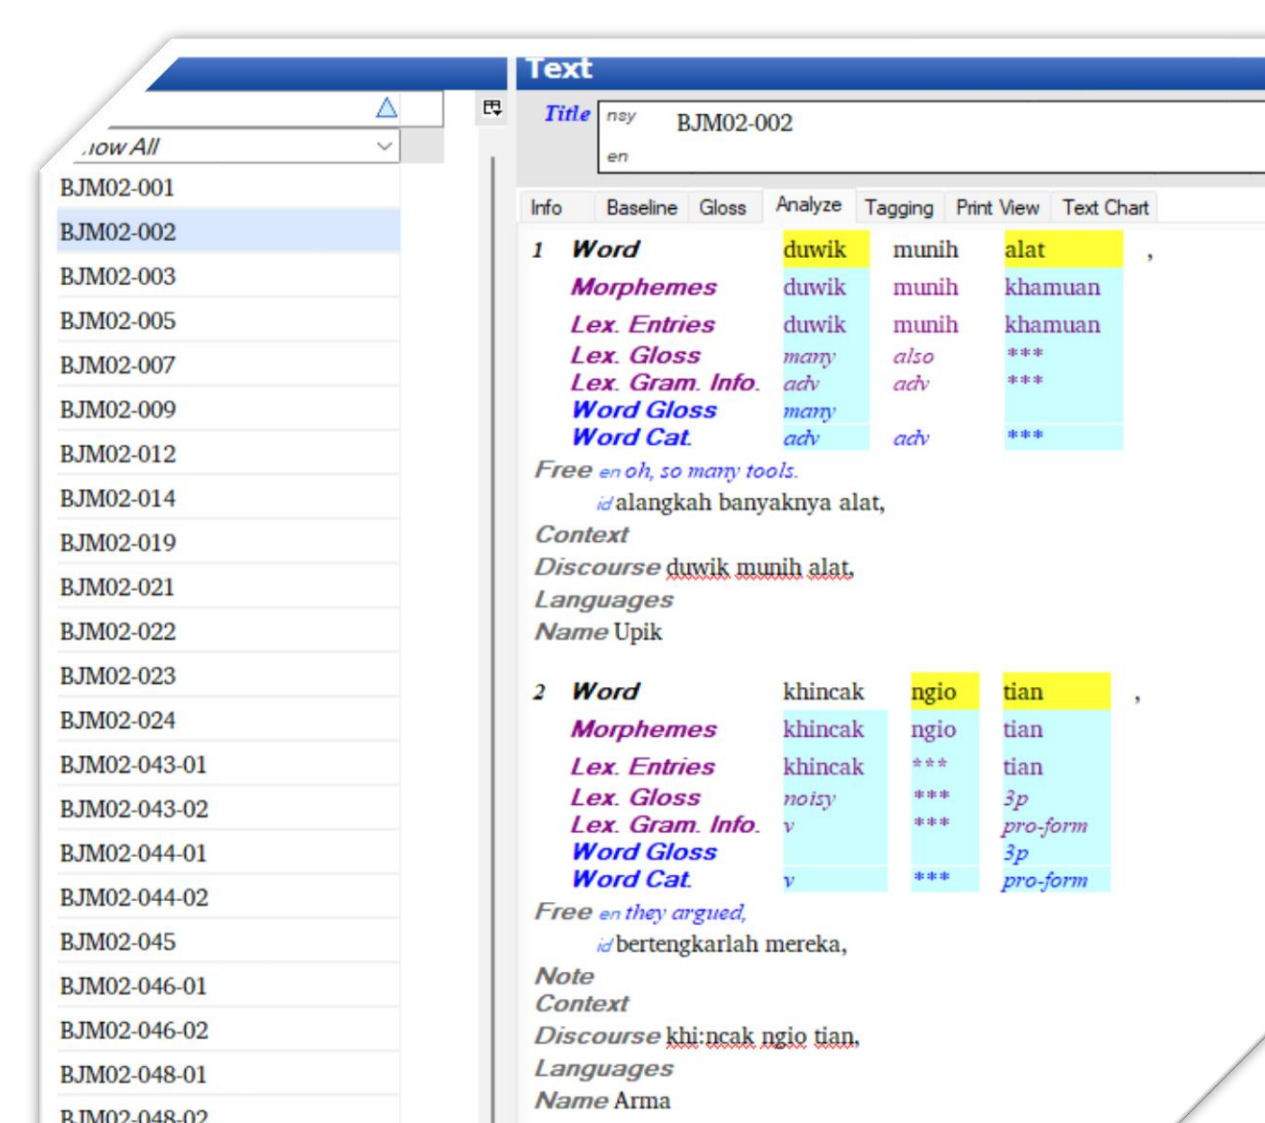 Text
Title nsy BJM02-002
en
how All
Info Baseline Gloss Analyze Tagging Print View Text Chart
BJM02-001
BJM02-002
BJM02-003
BJM02-005
BJM02-007
BJM02-009
BJM02-012
BJM02-014
BJM02-019
BJM02-021
BJM02-022
BJM02-023
BJM02-024
BJM02-043-01
BJM02-043-02
BJM02-044-01
BJM02-044-02
BJM02-045
BJM02-046-01
BJM02-046-02
BJM02-048-01
BJM02-048-02
1 Word duwik munih alat ,
Morphemes duwik munih khamuan
Lex. Entries duwik munih khamuan
Lex. Gloss many also ***
Lex. Gram. Info. adv adv ***
Word Gloss many
Word Cat. adv adv ***
Free en oh, so many tools.
id alangkah banyaknya alat,
Context
Discourse duwik munih alat,
Languages
Name Upik
2 Word khincak ngio tian ,
Morphemes khincak ngio tian
Lex. Entries khincak *** tian
Lex. Gloss noisy *** 3p
Lex. Gram. Info. v *** pro-form
Word Gloss 3p
Word Cat. v *** pro-form
Free en they argued,
id bertengkarlah mereka,
Note
Context
Discourse khi:ncak ngio tian,
Languages
Name Arma